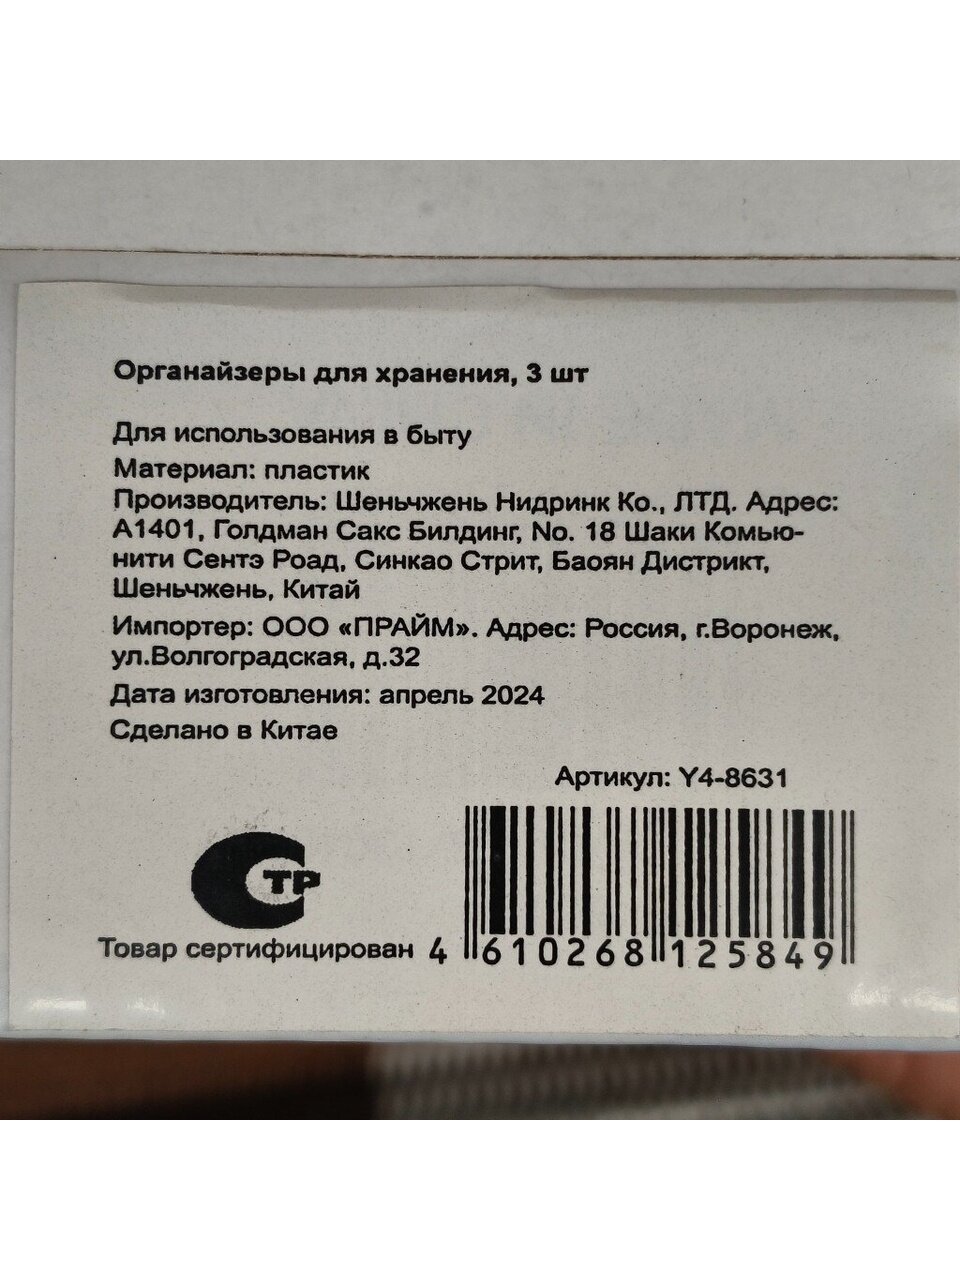 Органайзеры для хранения, 3 шт
Для использования в быту
Материал: пластик
Производитель: Шеньчжень Нидринк Ко., ЛТД. Адрес:
А1401, Голдман Сакс Билдинг, No. 18 Шаки Комью-
нити Сентэ Роад, Синкао Стрит, Баоян Дистрикт,
Шеньчжень, Китай
Импортер: ООО «ПРАЙМ». Адрес: Россия, г.Воронеж,
ул.Волгоградская, д.32
Дата изготовления: апрель 2024
Сделано в Китае
Артикул: Y4-8631
СТР
Товар сертифицирован
4 610268 125849